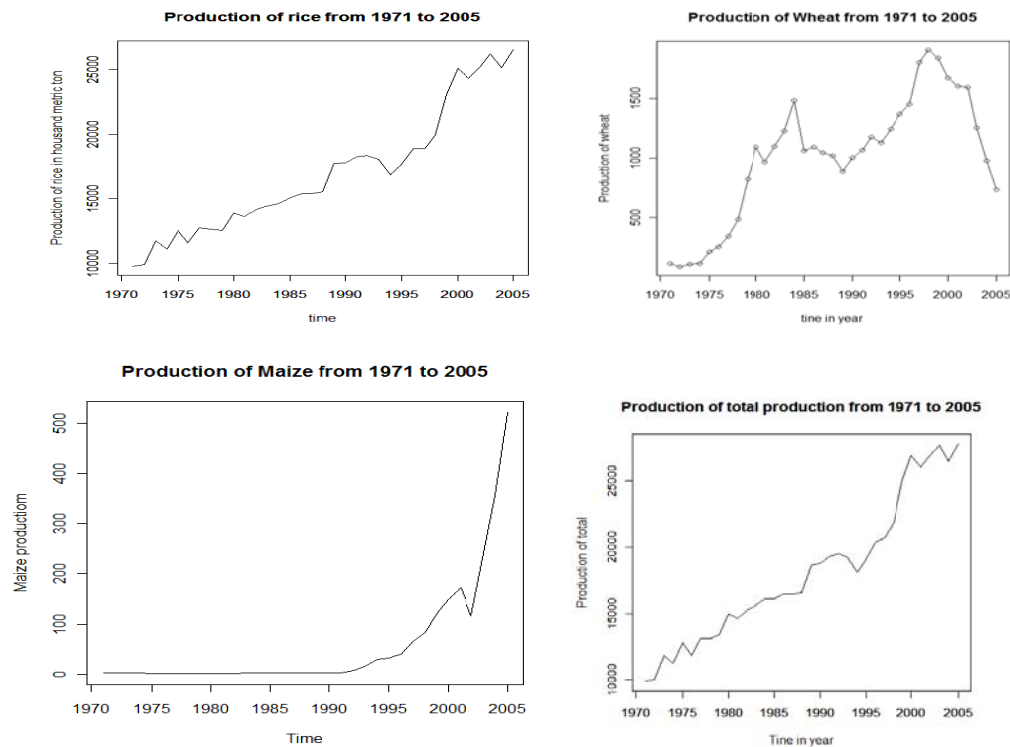 Production of rice from 1971 to 2005
Production of rice in housand metric ton
10000 15000 20000 25000
1970 1975 1980 1985 1990 1995 2000 2005
time
Production of Wheat from 1971 to 2005
Production of wheat
500 1000 1500
1970 1975 1980 1985 1990 1995 2000 2005
tine in year
Production of Maize from 1971 to 2005
Maize productiom
0 100 200 300 400 500
1970 1975 1980 1985 1990 1995 2000 2005
Time
Production of total production from 1971 to 2005
Production of total
10000 15000 20000 25000
1970 1975 1980 1985 1990 1995 2000 2005
Tine in year